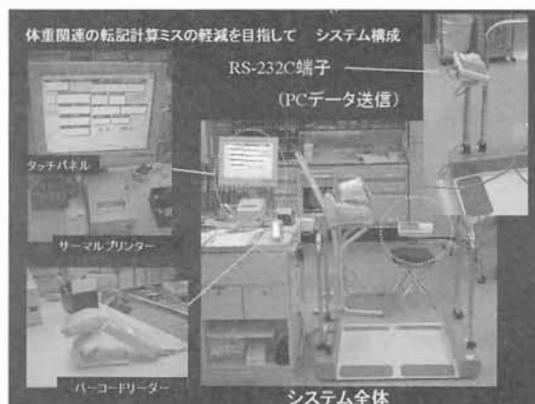 体重関連の転記計算ミスの軽減を目指して　システム構成
RS-232C端子
（PCデータ送信）
タッチパネル
サーマルプリンター
バーコードリーダー
システム全体